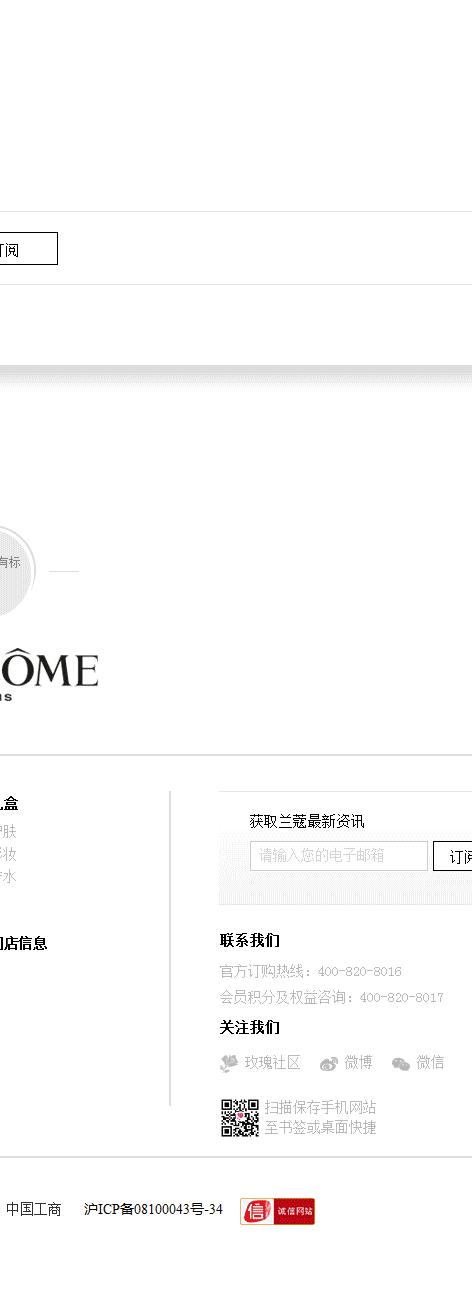 订阅
有标
ÔME
礼盒
护肤
彩妆
香水
门店信息
获取兰蔻最新资讯
请输入您的电子邮箱
订阅
联系我们
官方订购热线：400-820-8016
会员积分及权益咨询：400-820-8017
关注我们
玫瑰社区 微博 微信
扫描保存手机网站
至书签或桌面快捷
中国工商 沪ICP备08100043号-34 信 诚信网站